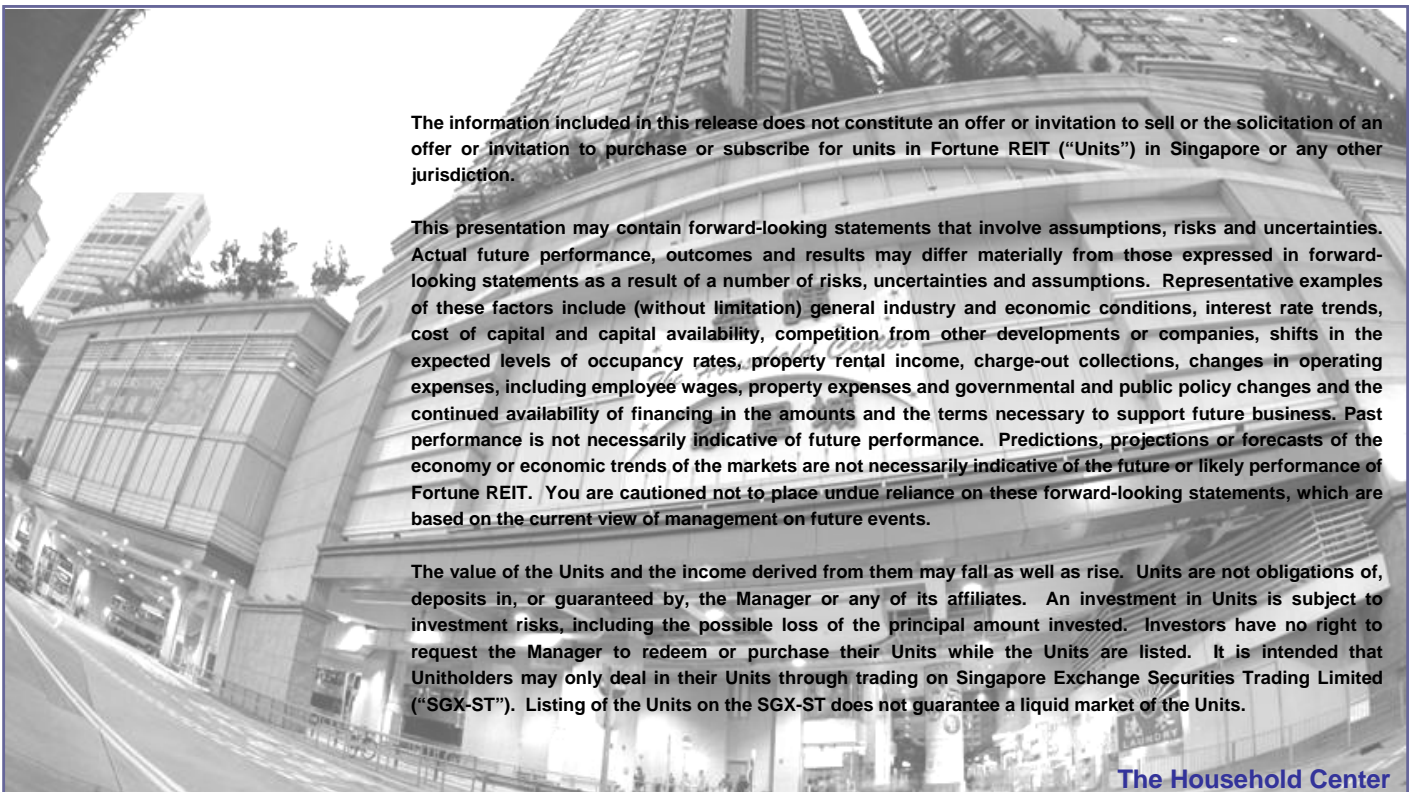 The information included in this release does not constitute an offer or invitation to sell or the solicitation of an
offer or invitation to purchase or subscribe for units in Fortune REIT (“Units”) in Singapore or any other
jurisdiction.
This presentation may contain forward-looking statements that involve assumptions, risks and uncertainties.
Actual future performance, outcomes and results may differ materially from those expressed in forward-
looking statements as a result of a number of risks, uncertainties and assumptions. Representative examples
of these factors include (without limitation) general industry and economic conditions, interest rate trends,
cost of capital and capital availability, competition from other developments or companies, shifts in the
expected levels of occupancy rates, property rental income, charge-out collections, changes in operating
expenses, including employee wages, property expenses and governmental and public policy changes and the
continued availability of financing in the amounts and the terms necessary to support future business. Past
performance is not necessarily indicative of future performance. Predictions, projections or forecasts of the
economy or economic trends of the markets are not necessarily indicative of the future or likely performance of
Fortune REIT. You are cautioned not to place undue reliance on these forward-looking statements, which are
based on the current view of management on future events.
The value of the Units and the income derived from them may fall as well as rise. Units are not obligations of,
deposits in, or guaranteed by, the Manager or any of its affiliates. An investment in Units is subject to
investment risks, including the possible loss of the principal amount invested. Investors have no right to
request the Manager to redeem or purchase their Units while the Units are listed. It is intended that
Unitholders may only deal in their Units through trading on Singapore Exchange Securities Trading Limited
(“SGX-ST”). Listing of the Units on the SGX-ST does not guarantee a liquid market of the Units.
The Household Center
LAUNDRY
The Household Center